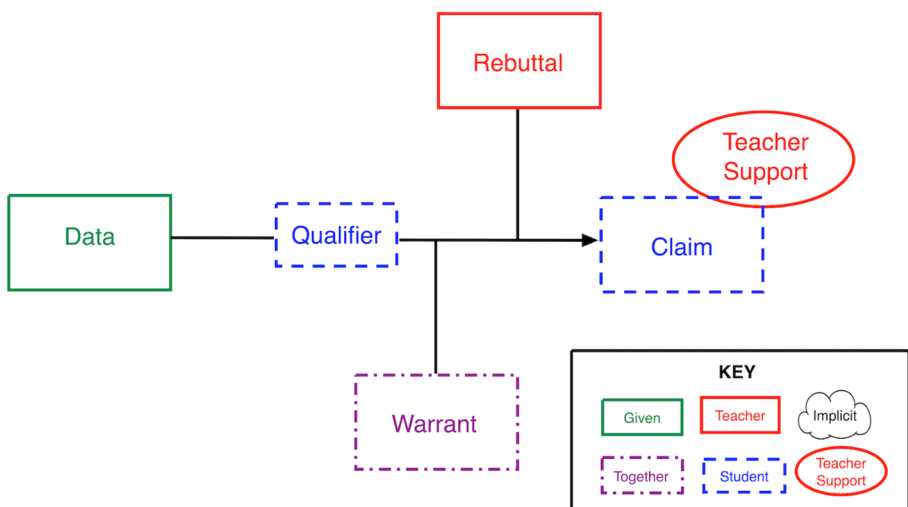 Rebuttal
Teacher
Support
Data
Qualifier
Claim
Warrant
KEY
Given
Teacher
Implicit
Together
Student
Teacher
Support